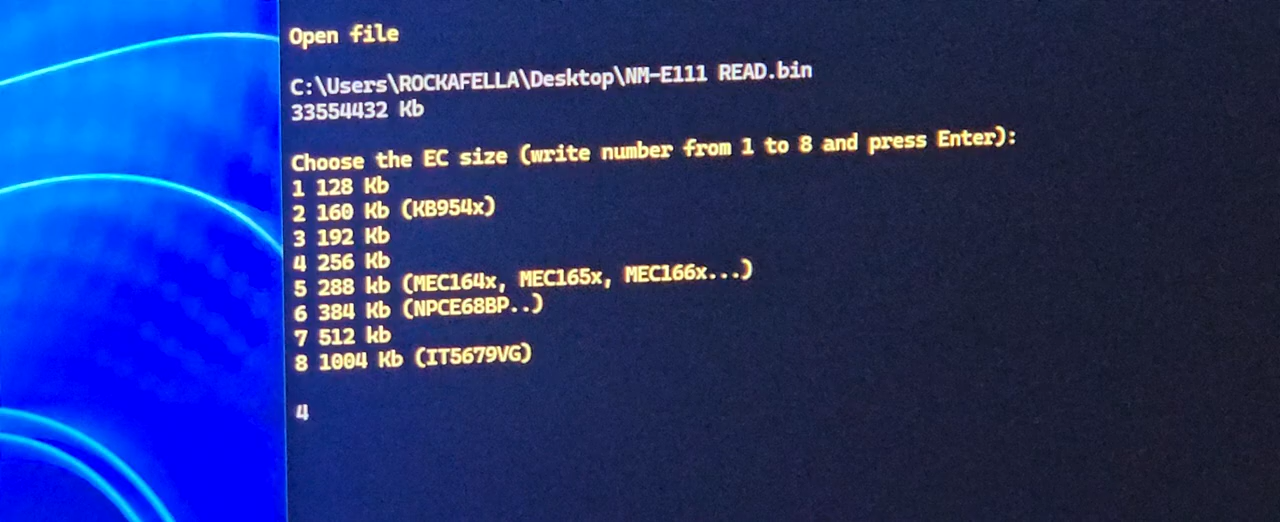 Open file
C:\Users\ROCKAFELLA\Desktop\NM-E111 READ.bin
33554432 Kb
Choose the EC size (write number from 1 to 8 and press Enter):
1 128 Kb
2 160 Kb (KB954x)
3 192 Kb
4 256 Kb
5 288 kb (MEC164x, MEC165x, MEC166x...)
6 384 Kb (NPCE68BP..)
7 512 kb
8 1004 Kb (IT5679VG)
4